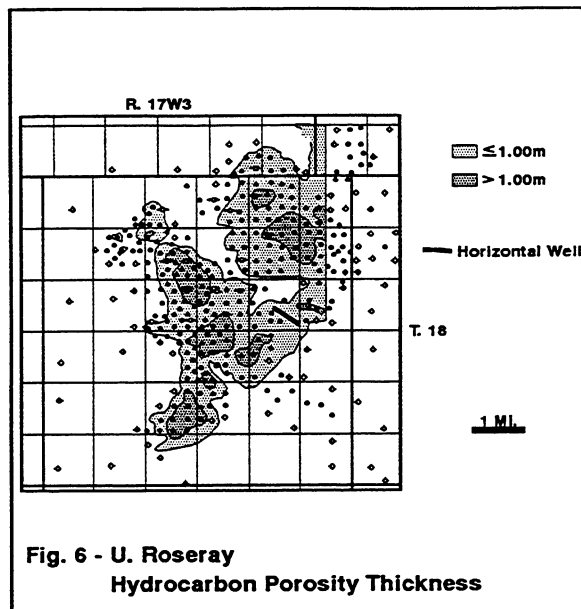 R. 17W3
≤1.00m
> 1.00m
Horizontal Well
T. 18
1 MI.
Fig. 6 - U. Roseray
Hydrocarbon Porosity Thickness